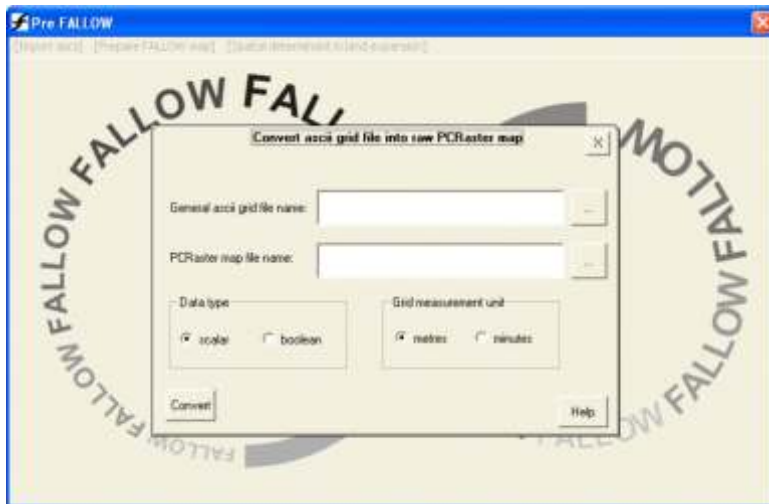 Pre FALLOW
[Import ascii] [Prepare FALLOW map] [Spatial determinant to land expansion]
FALLOW FALLOW FALLOW FALLOW FALLOW
FALLOW FALLOW FALLOW
Convert ascii grid file into raw PCRaster map
X
General ascii grid file name:
...
PCRaster map file name:
...
Data type
Grid measurement unit
scalar
boolean
metres
minutes
Convert
Help